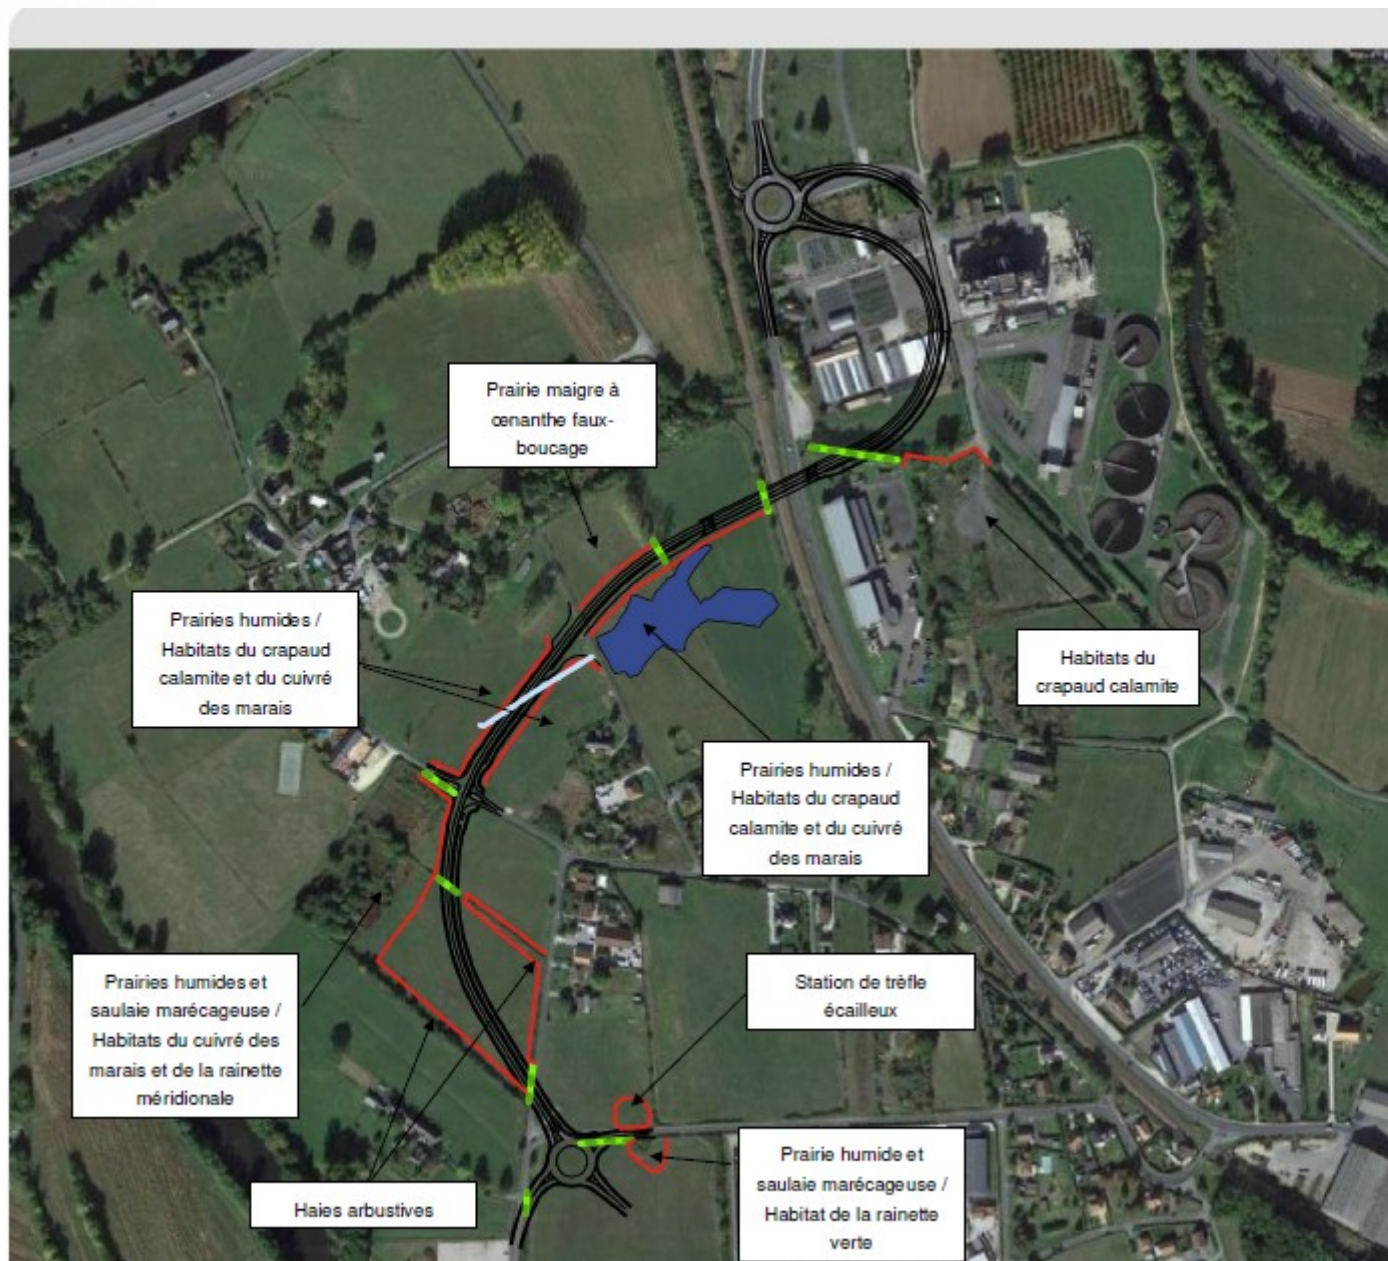 Prairie maigre à
œnanthe faux-
boucage
Prairies humides /
Habitats du crapaud
calamite et du cuivré
des marais
Habitats du
crapaud calamite
Prairies humides /
Habitats du crapaud
calamite et du cuivré
des marais
Prairies humides et
saulaie marécageuse /
Habitats du cuivré des
marais et de la rainette
méridionale
Station de trèfle
écailleux
Haies arbustives
Prairie humide et
saulaie marécageuse /
Habitat de la rainette
verte